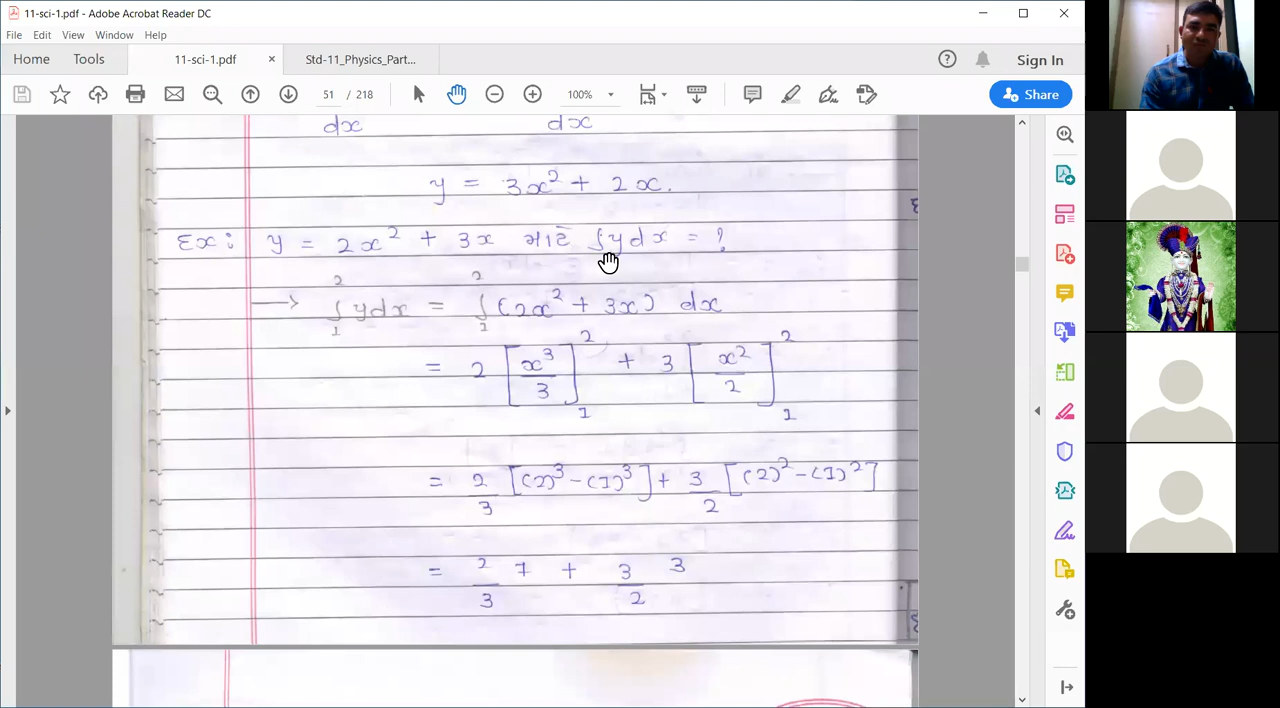 11-sci-1.pdf - Adobe Acrobat Reader DC
File Edit View Window Help
Home Tools 11-sci-1.pdf × Std-11_Physics_Part... Sign In
51 / 218 100% Share
dx dx
y = 3x² + 2x.
Ex: y = 2x² + 3x માટે ∫ydx = ?
→ ∫₁² ydx = ∫₁² (2x² + 3x) dx
= 2 [x³/3]₁² + 3 [x²/2]₁²
= 2/3 [(2)³ - (1)³] + 3/2 [(2)² - (1)²]
= 2/3 7 + 3/2 3